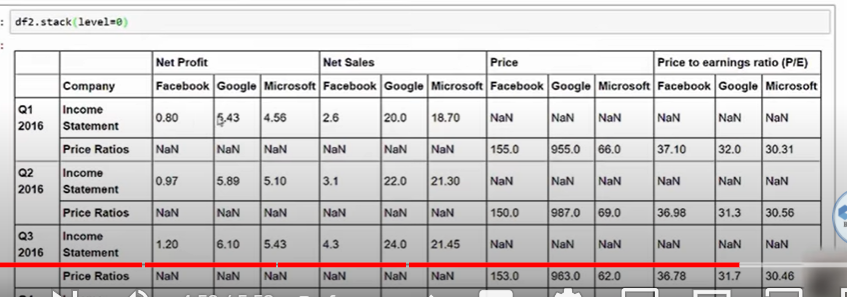 : df2.stack(level=0)
:
Net Profit Net Sales Price Price to earnings ratio (P/E)
Company Facebook Google Microsoft Facebook Google Microsoft Facebook Google Microsoft Facebook Google Microsoft
Q1 2016 Income Statement 0.80 5.43 4.56 2.6 20.0 18.70 NaN NaN NaN NaN NaN NaN
Price Ratios NaN NaN NaN NaN NaN NaN 155.0 955.0 66.0 37.10 32.0 30.31
Q2 2016 Income Statement 0.97 5.89 5.10 3.1 22.0 21.30 NaN NaN NaN NaN NaN NaN
Price Ratios NaN NaN NaN NaN NaN NaN 150.0 987.0 69.0 36.98 31.3 30.56
Q3 2016 Income Statement 1.20 6.10 5.43 4.3 24.0 21.45 NaN NaN NaN NaN NaN NaN
Price Ratios NaN NaN NaN NaN NaN NaN 153.0 963.0 62.0 36.78 31.7 30.46